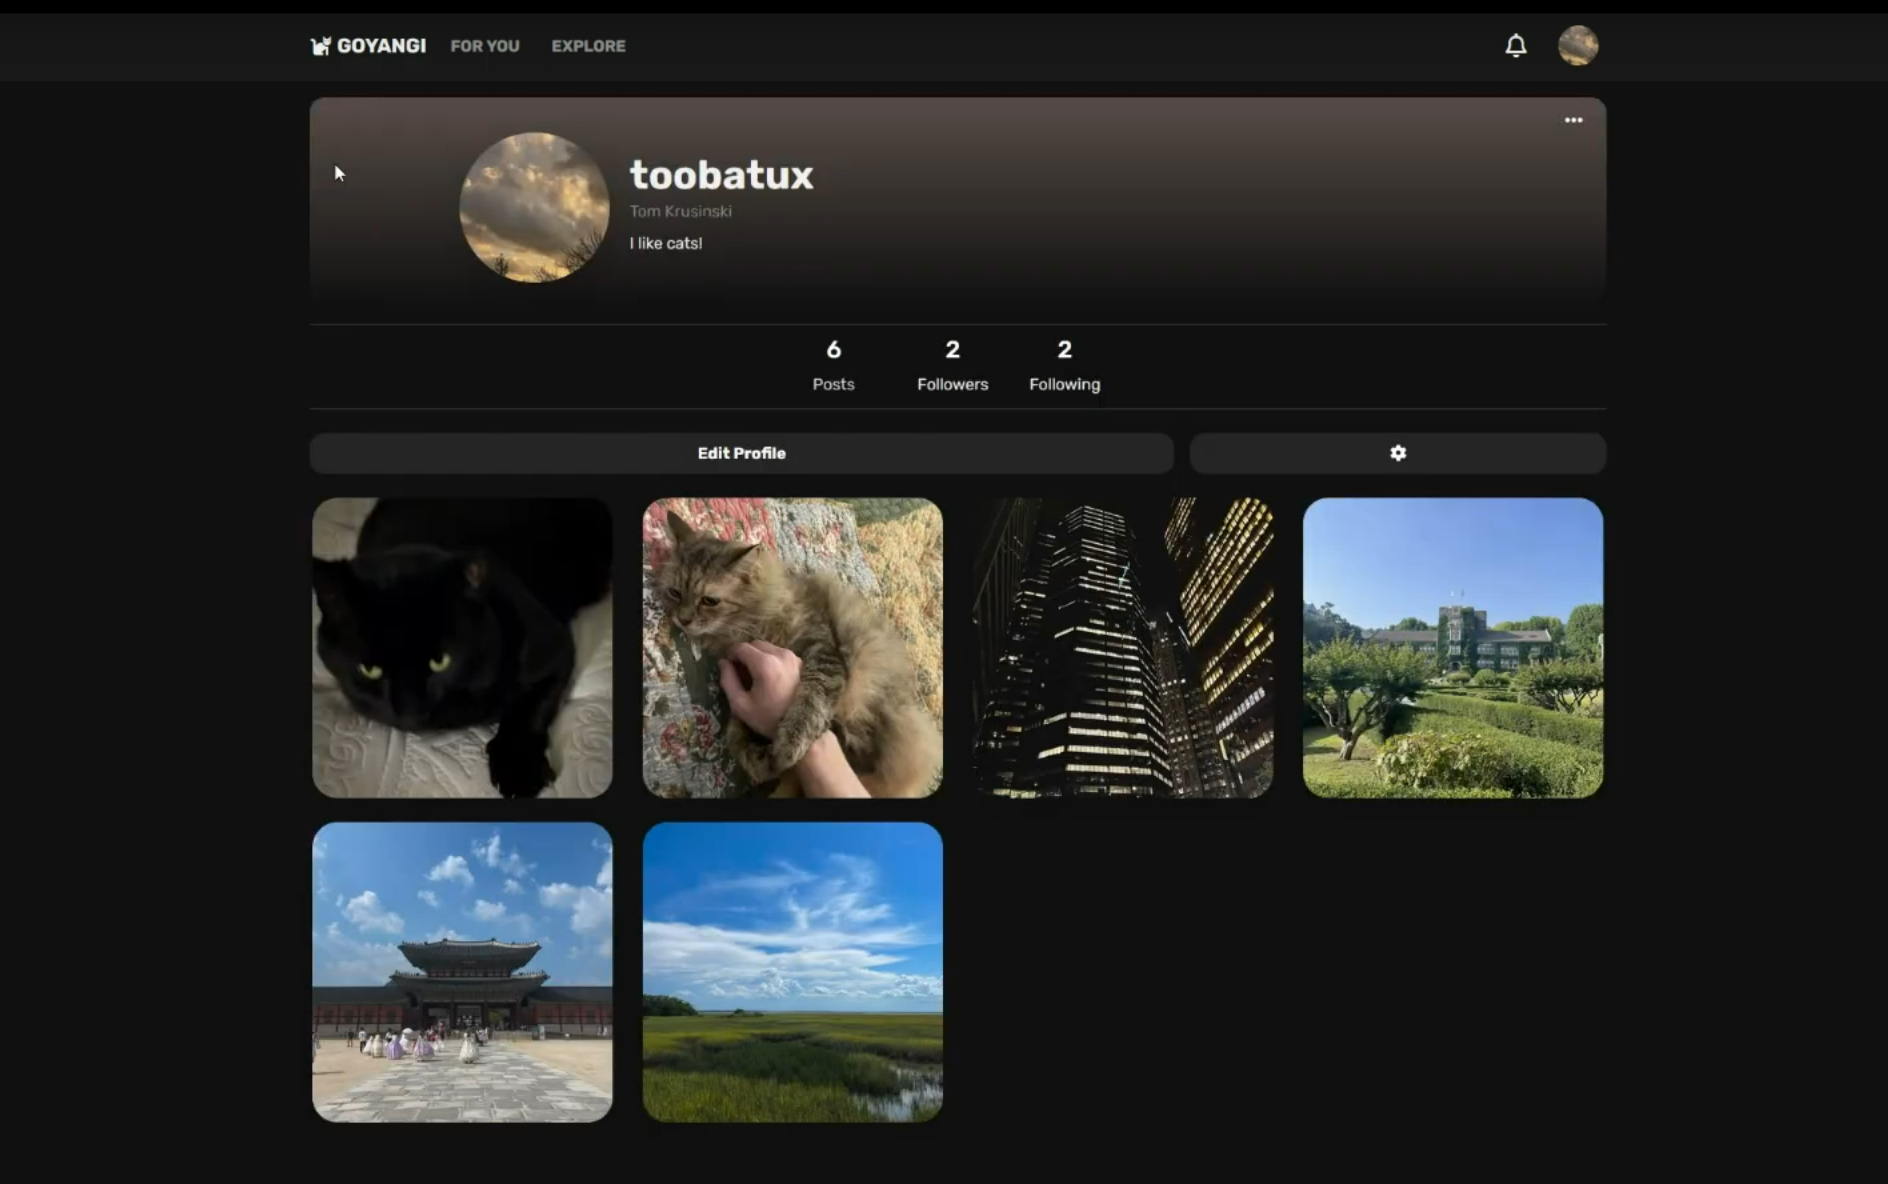 GOYANGI FOR YOU EXPLORE
toobatux
Tom Krusinski
I like cats!
6 2 2
Posts Followers Following
Edit Profile